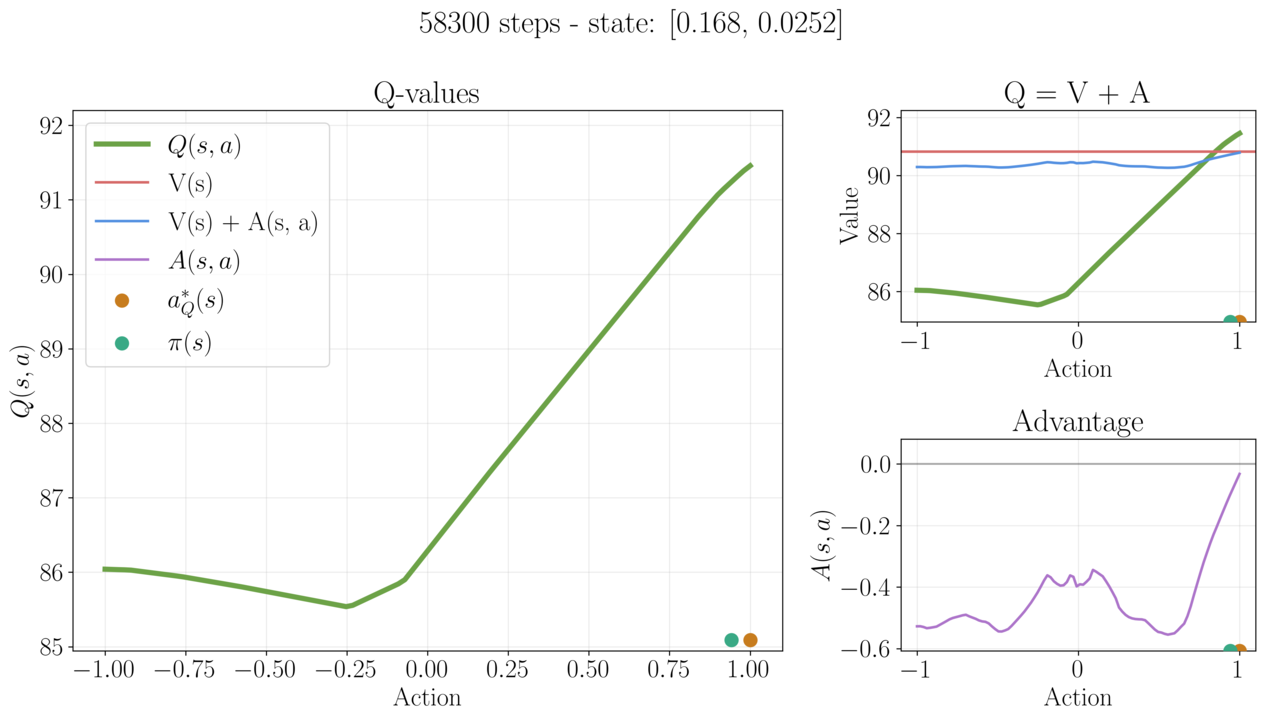 58300 steps - state: [0.168, 0.0252]
Q-values
Q(s, a)
92
91
90
89
88
87
86
85
Q(s, a)
V(s)
V(s) + A(s, a)
A(s, a)
a*Q(s)
π(s)
−1.00 −0.75 −0.50 −0.25 0.00 0.25 0.50 0.75 1.00
Action
Q = V + A
Value
92
90
88
86
−1 0 1
Action
Advantage
A(s, a)
0.0
−0.2
−0.4
−0.6
−1 0 1
Action